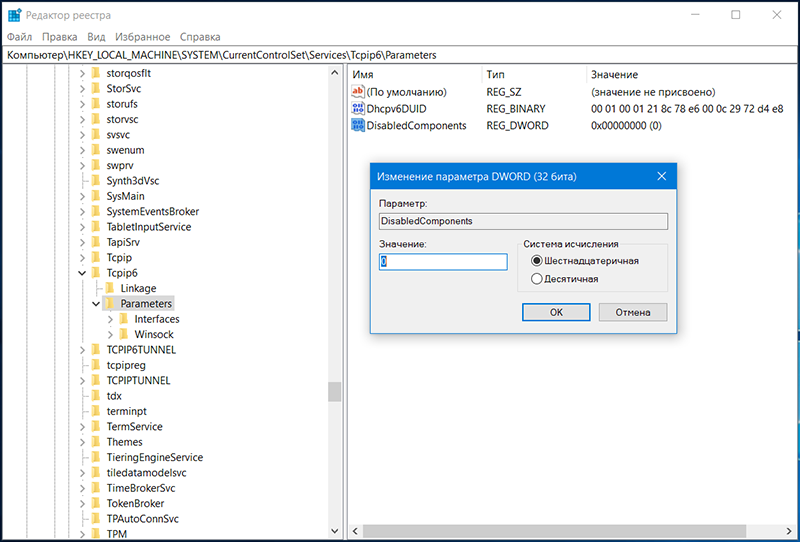 Редактор реестра
Файл Правка Вид Избранное Справка
Компьютер\HKEY_LOCAL_MACHINE\SYSTEM\CurrentControlSet\Services\Tcpip6\Parameters
storqosflt
StorSvc
storufs
storvsc
svsvc
swenum
swprv
Synth3dVsc
SysMain
SystemEventsBroker
TabletInputService
TapiSrv
Tcpip
Tcpip6
Linkage
Parameters
Interfaces
Winsock
TCPIP6TUNNEL
tcpipreg
TCPIPTUNNEL
tdx
terminpt
TermService
Themes
TieringEngineService
tiledatamodelsvc
TimeBrokerSvc
TokenBroker
TPAutoConnSvc
TPM
Имя Тип Значение
ab (По умолчанию) REG_SZ (значение не присвоено)
Dhcpv6DUID REG_BINARY 00 01 00 01 21 8c 78 e6 00 0c 29 72 d4 e8
DisabledComponents REG_DWORD 0x00000000 (0)
Изменение параметра DWORD (32 бита)
Параметр:
DisabledComponents
Значение:
0
Система исчисления
Шестнадцатеричная
Десятичная
OK Отмена